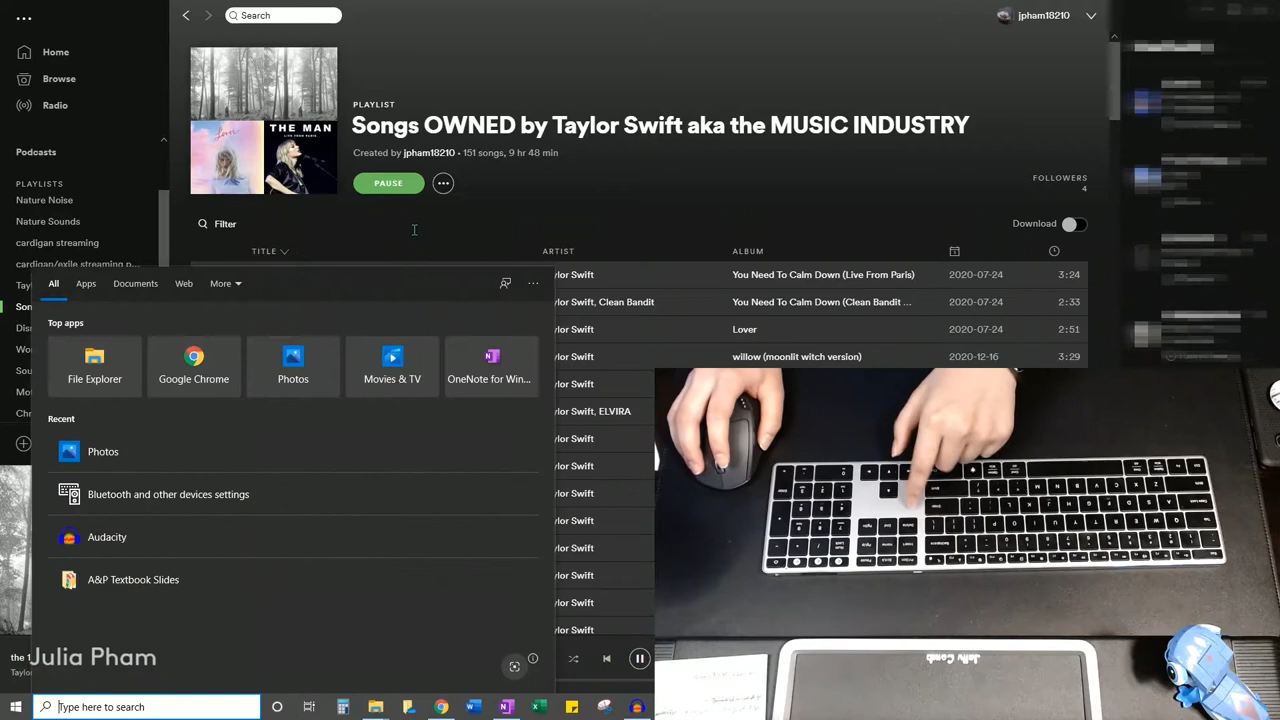 Search
jpham18210
Home
Browse
Radio
Podcasts
PLAYLISTS
Nature Noise
Nature Sounds
cardigan streaming
cardigan/exile streaming p...
THE MAN
PLAYLIST
Songs OWNED by Taylor Swift aka the MUSIC INDUSTRY
Created by jpham18210 • 151 songs, 9 hr 48 min
PAUSE
FOLLOWERS
4
Filter
Download
TITLE ARTIST ALBUM
ylor Swift You Need To Calm Down (Live From Paris) 2020-07-24 3:24
ylor Swift, Clean Bandit You Need To Calm Down (Clean Bandit ... 2020-07-24 2:33
ylor Swift Lover 2020-07-24 2:51
ylor Swift willow (moonlit witch version) 2020-12-16 3:29
ylor Swift
ylor Swift, ELVIRA
ylor Swift
ylor Swift
ylor Swift
ylor Swift
ylor Swift
ylor Swift
ylor Swift
ylor Swift
All Apps Documents Web More
Top apps
File Explorer
Google Chrome
Photos
Movies & TV
OneNote for Win...
Recent
Photos
Bluetooth and other devices settings
Audacity
A&P Textbook Slides
the 1
Julia Pham
Type here to search
Jelly Comb